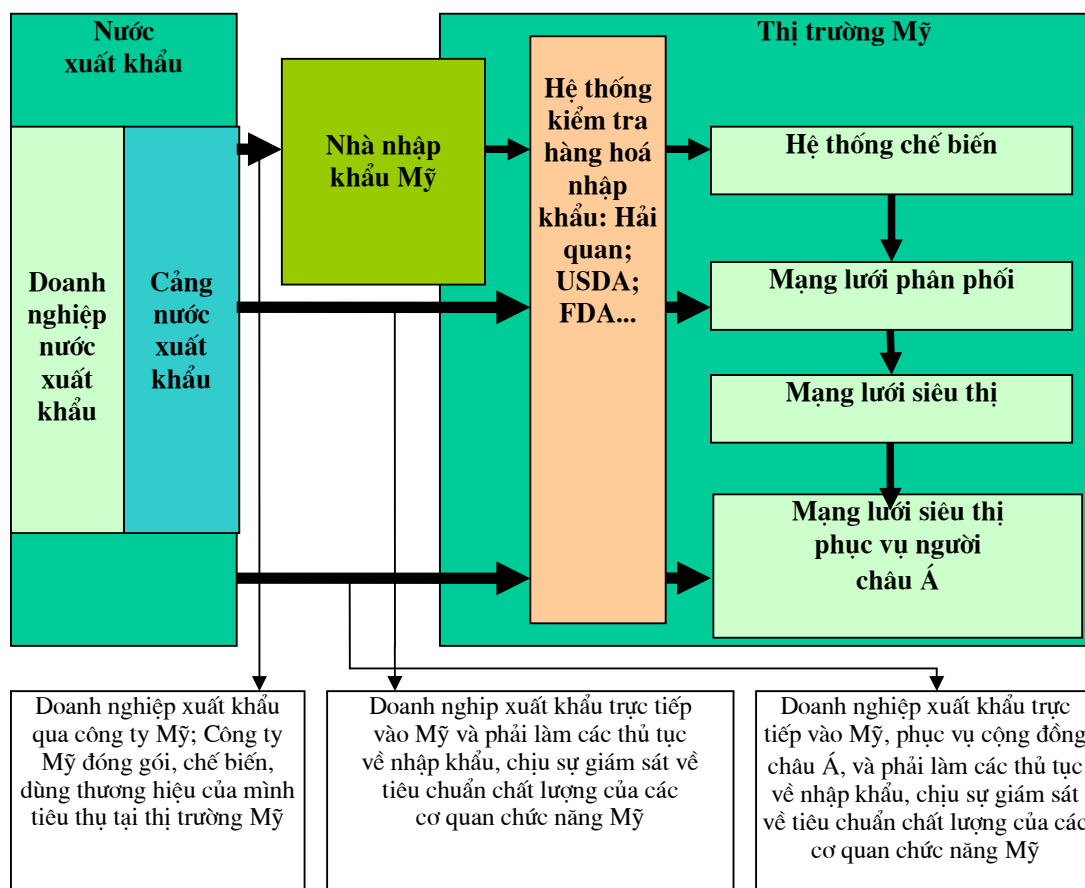 Nước
xuất khẩu
Thị trường Mỹ
Doanh
nghiệp
nước
xuất
khẩu
Cảng
nước
xuất
khẩu
Nhà nhập
khẩu Mỹ
Hệ thống
kiểm tra
hàng hoá
nhập
khẩu: Hải
quan;
USDA;
FDA...
Hệ thống chế biến
Mạng lưới phân phối
Mạng lưới siêu thị
Mạng lưới siêu thị
phục vụ người
châu Á
Doanh nghiệp xuất khẩu
qua công ty Mỹ; Công ty
Mỹ đóng gói, chế biến,
dùng thương hiệu của mình
tiêu thụ tại thị trường Mỹ
Doanh nghip xuất khẩu trực tiếp
vào Mỹ và phải làm các thủ tục
về nhập khẩu, chịu sự giám sát về
tiêu chuẩn chất lượng của các
cơ quan chức năng Mỹ
Doanh nghiệp xuất khẩu trực
tiếp vào Mỹ, phục vụ cộng đồng
châu Á, và phải làm các thủ tục
về nhập khẩu, chịu sự giám sát
về tiêu chuẩn chất lượng của các
cơ quan chức năng Mỹ